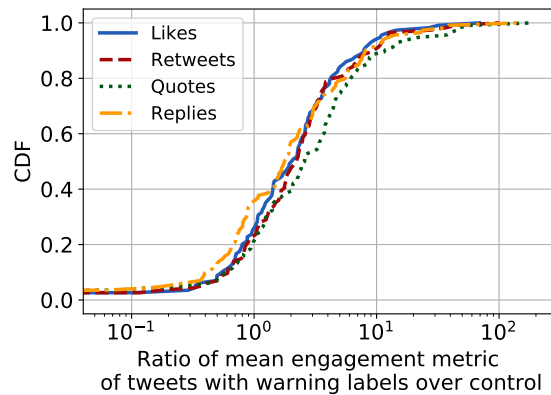 1.0
0.8
0.6
0.4
0.2
0.0
CDF
Likes
Retweets
Quotes
Replies
10⁻¹ 10⁰ 10¹ 10²
Ratio of mean engagement metric
of tweets with warning labels over control